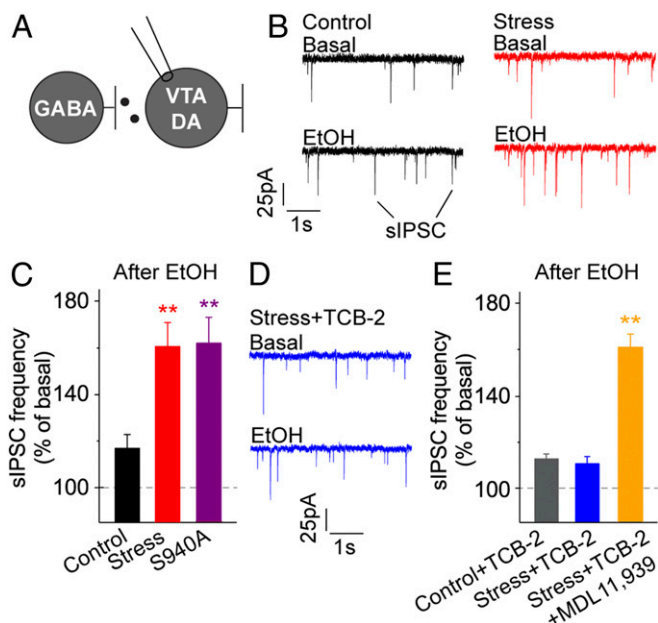 A
GABA
VTA
DA
B
Control
Basal
Stress
Basal
EtOH
EtOH
25pA
1s
sIPSC
C
After EtOH
sIPSC frequency
(% of basal)
180
140
100
**
**
Control
Stress
S940A
D
Stress+TCB-2
Basal
EtOH
25pA
1s
E
After EtOH
sIPSC frequency
(% of basal)
180
140
100
**
Control+TCB-2
Stress+TCB-2
Stress+TCB-2
+MDL11,939